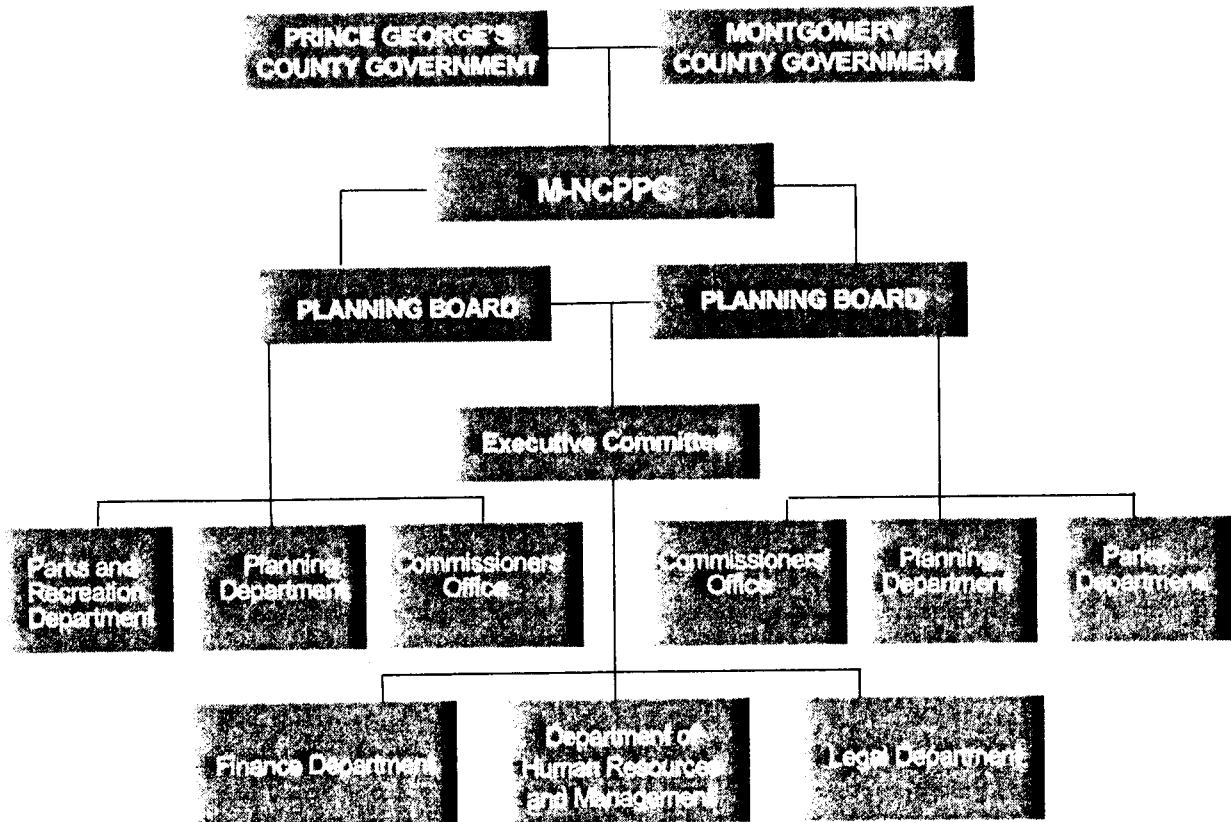 PRINCE GEORGE'S
COUNTY GOVERNMENT
MONTGOMERY
COUNTY GOVERNMENT
M-NCPPC
PLANNING BOARD
PLANNING BOARD
Executive Committee
Parks and
Recreation
Department
Planning
Department
Commissioners'
Office
Commissioners'
Office
Planning
Department
Parks
Department
Finance Department
Department of
Human Resources
and Management
Legal Department